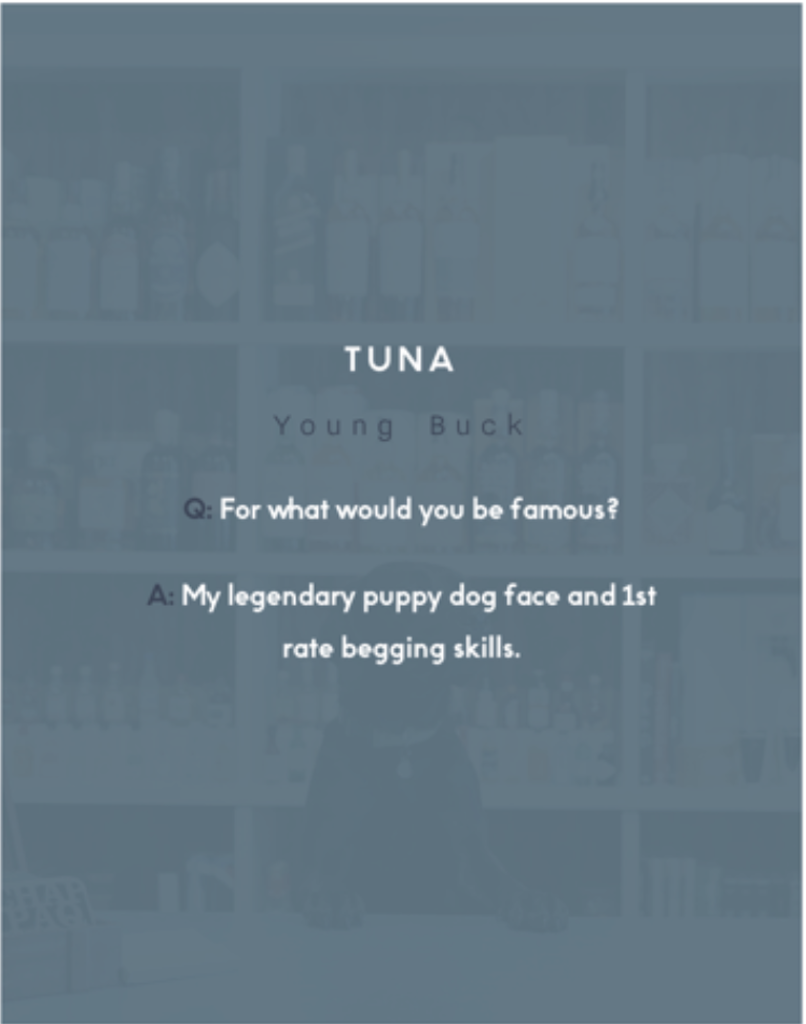 TUNA
Young Buck
Q: For what would you be famous?
A: My legendary puppy dog face and 1st
rate begging skills.